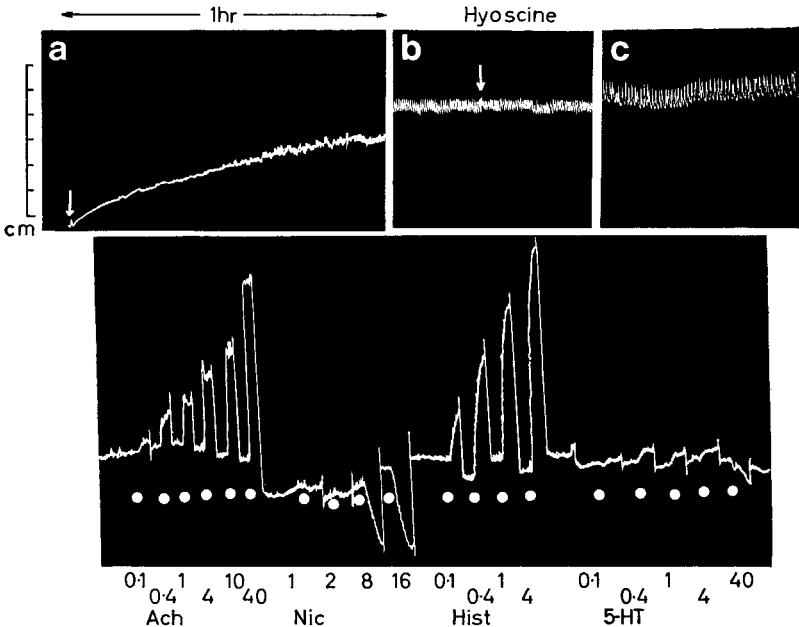 1hr
Hyoscine
a
b
c
cm
0·1 0·4 1 4 10 40
1 2 8 16
0·1 0·4 1 4
0·1 0·4 1 4 40
Ach Nic Hist 5-HT